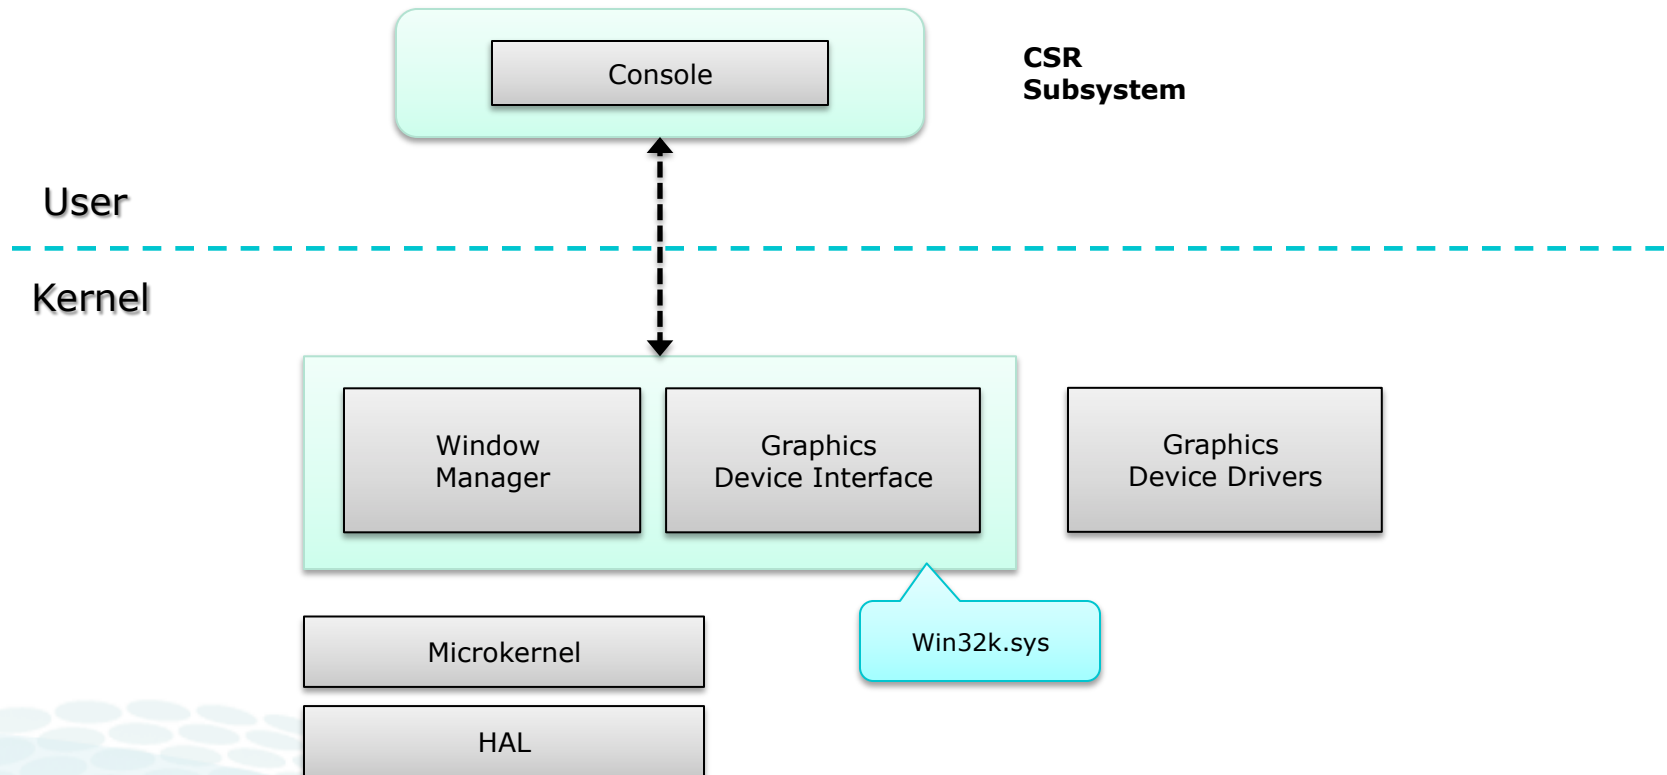 Console
CSR
Subsystem
User
Kernel
Window
Manager
Graphics
Device Interface
Graphics
Device Drivers
Win32k.sys
Microkernel
HAL